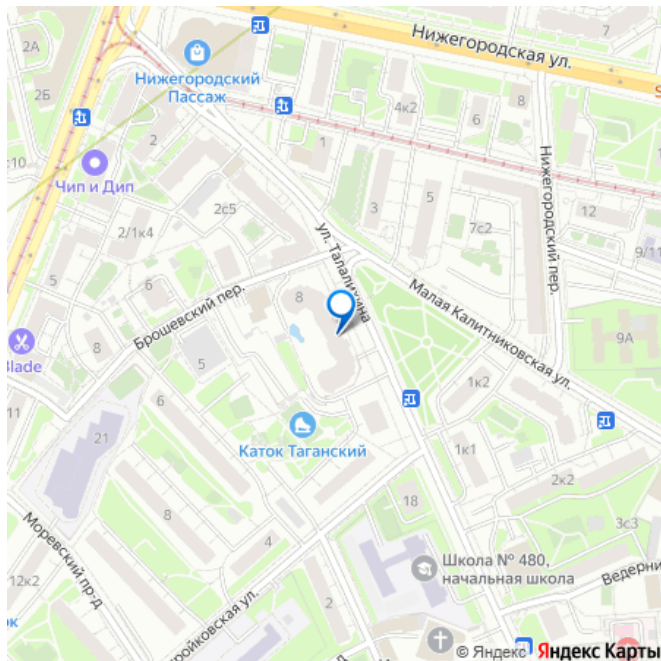 2А
Нижегородская ул.
7
Нижегородский
Пассаж
2Б
4к2
6
8
2
1
с10
Чип и Дип
Нижегородский пер.
3
5
12
2с5
7с2
2/1к4
ул. Талалихина
9/11
5
6
8
Брошевский пер.
Малая Калитниковская ул.
9А
Blade
8
5
1к2
11
6
21
Каток Таганский
1к1
2к2
18
8
3с3
Моревский пр-д
4
Школа № 480,
начальная школа
12к2
2
© Яндекс Яндекс Карты